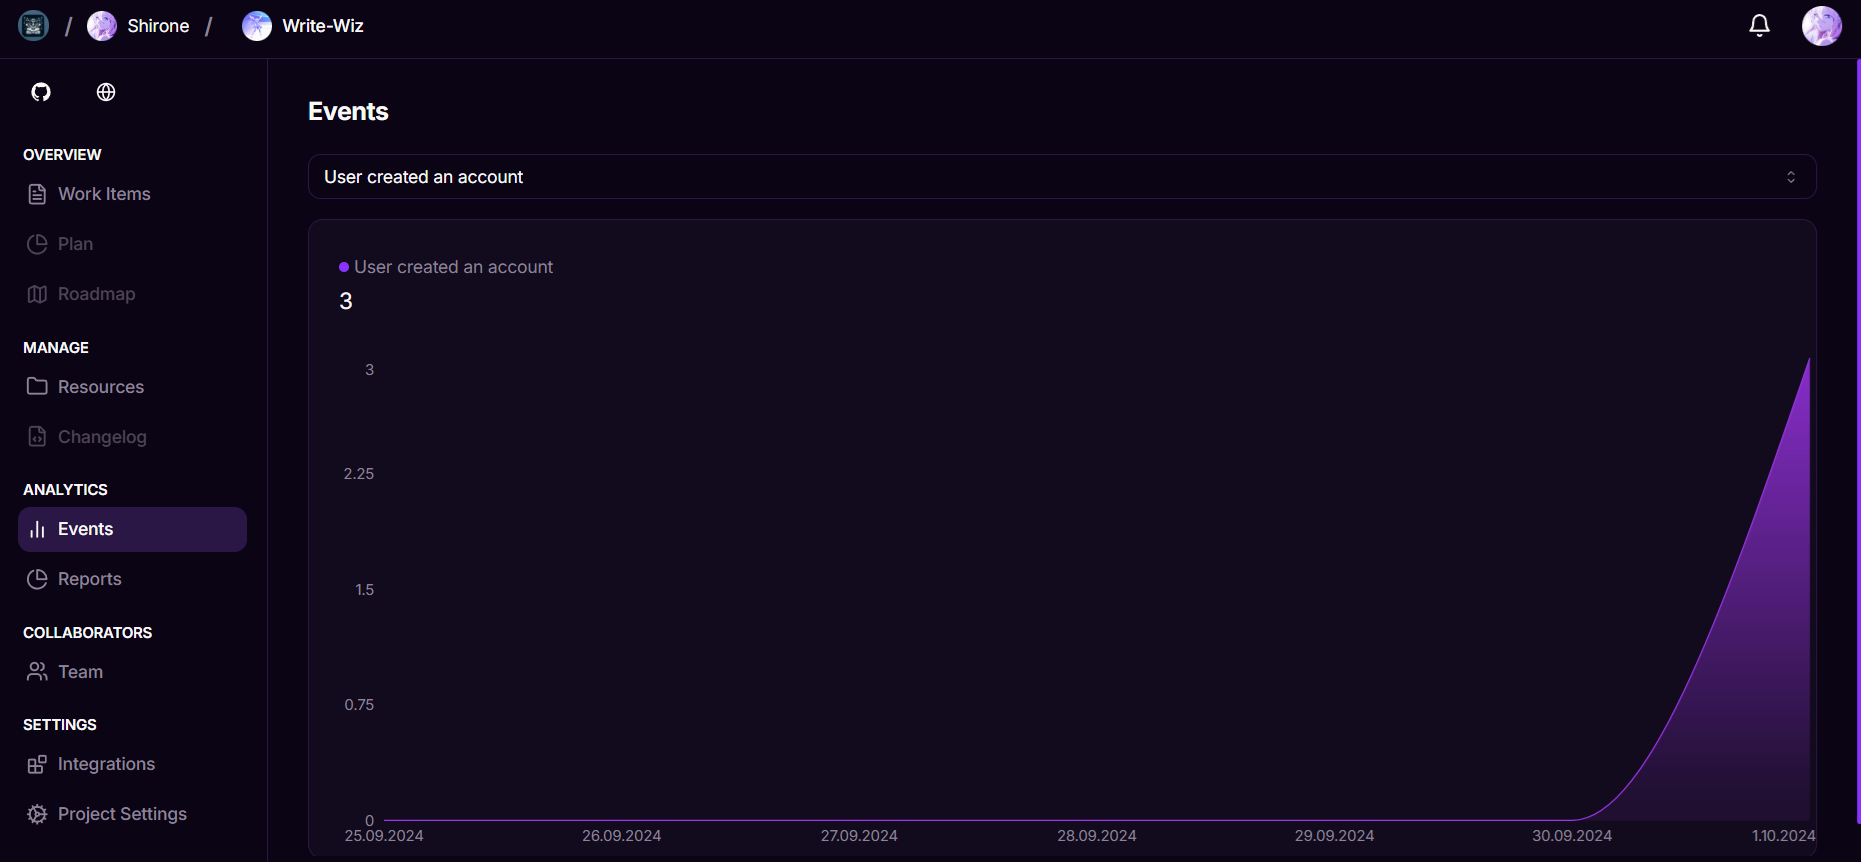 / Shirone / Write-Wiz
OVERVIEW
Work Items
Plan
Roadmap
MANAGE
Resources
Changelog
ANALYTICS
Events
Reports
COLLABORATORS
Team
SETTINGS
Integrations
Project Settings
Events
User created an account
User created an account
3
3
2.25
1.5
0.75
0
25.09.2024 26.09.2024 27.09.2024 28.09.2024 29.09.2024 30.09.2024 1.10.2024